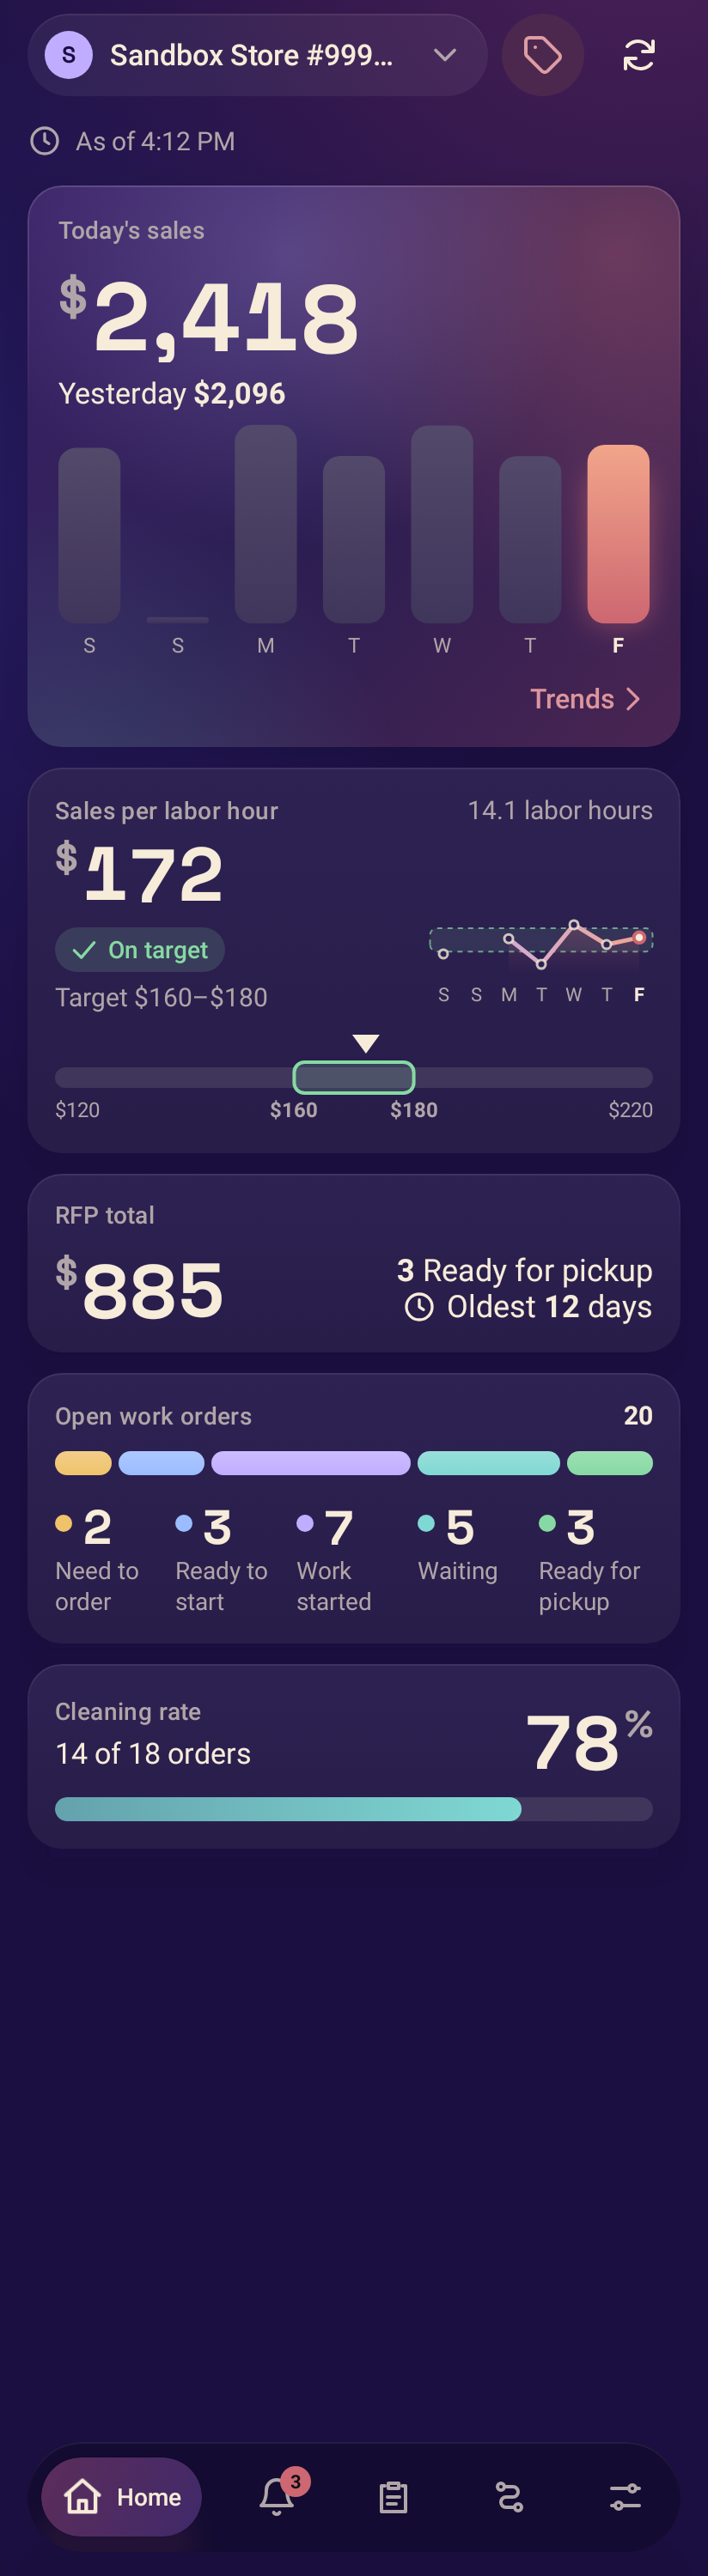 S Sandbox Store #999...
As of 4:12 PM
Today's sales
$2,418
Yesterday $2,096
S S M T W T F
Trends
Sales per labor hour 14.1 labor hours
$172
On target
Target $160–$180
S S M T W T F
$120 $160 $180 $220
RFP total
$885
3 Ready for pickup
Oldest 12 days
Open work orders 20
2 3 7 5 3
Need to order
Ready to start
Work started
Waiting
Ready for pickup
Cleaning rate
14 of 18 orders
78%
Home 3